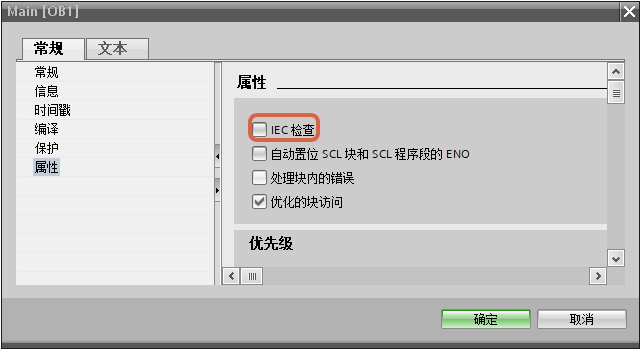 Main [OB1]
常规
文本
常规
信息
时间戳
编译
保护
属性
属性
IEC 检查
自动置位 SCL 块和 SCL 程序段的 ENO
处理块内的错误
优化的块访问
优先级
确定
取消